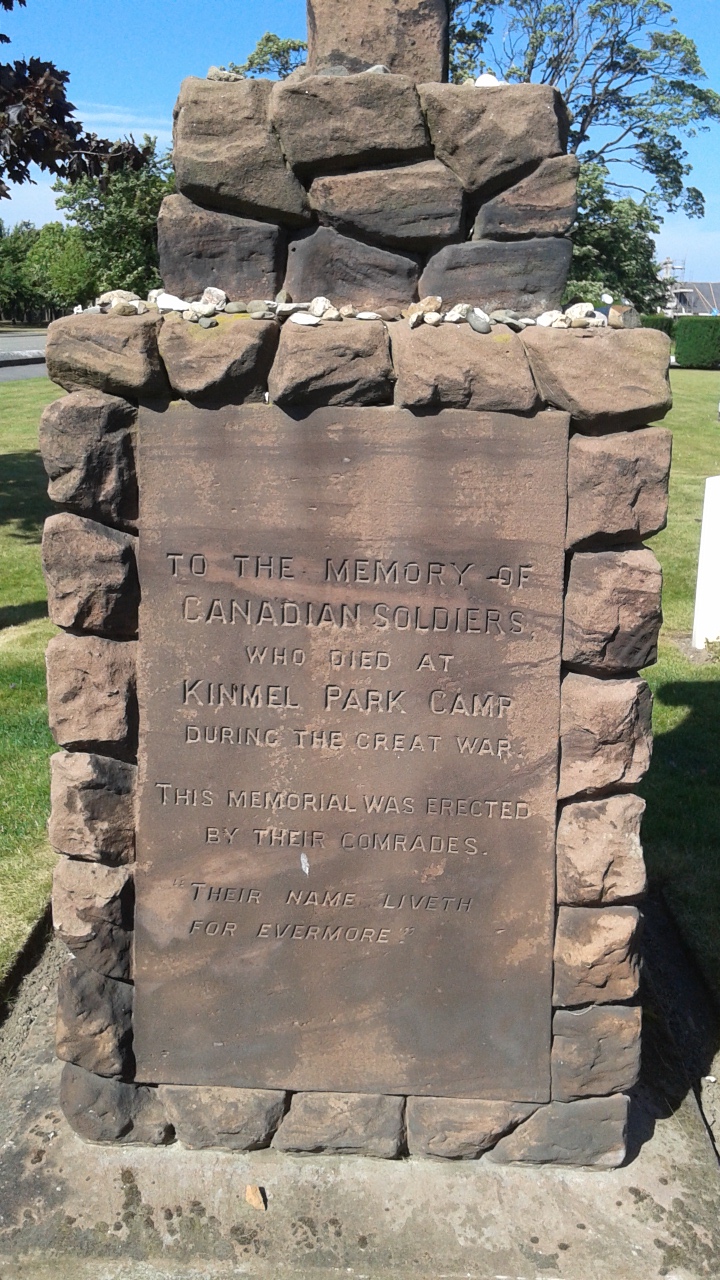 TO THE MEMORY OF
CANADIAN SOLDIERS,
WHO DIED AT
KINMEL PARK CAMP
DURING THE GREAT WAR.
THIS MEMORIAL WAS ERECTED
BY THEIR COMRADES.
"THEIR NAME LIVETH
FOR EVERMORE"